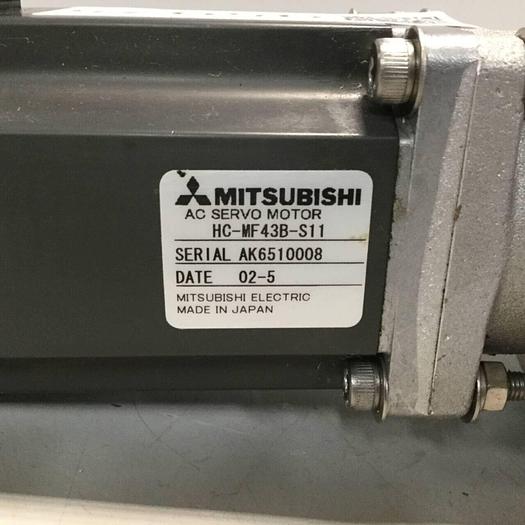 MITSUBISHI
AC SERVO MOTOR
HC-MF43B-S11
SERIAL AK6510008
DATE 02-5
MITSUBISHI ELECTRIC
MADE IN JAPAN